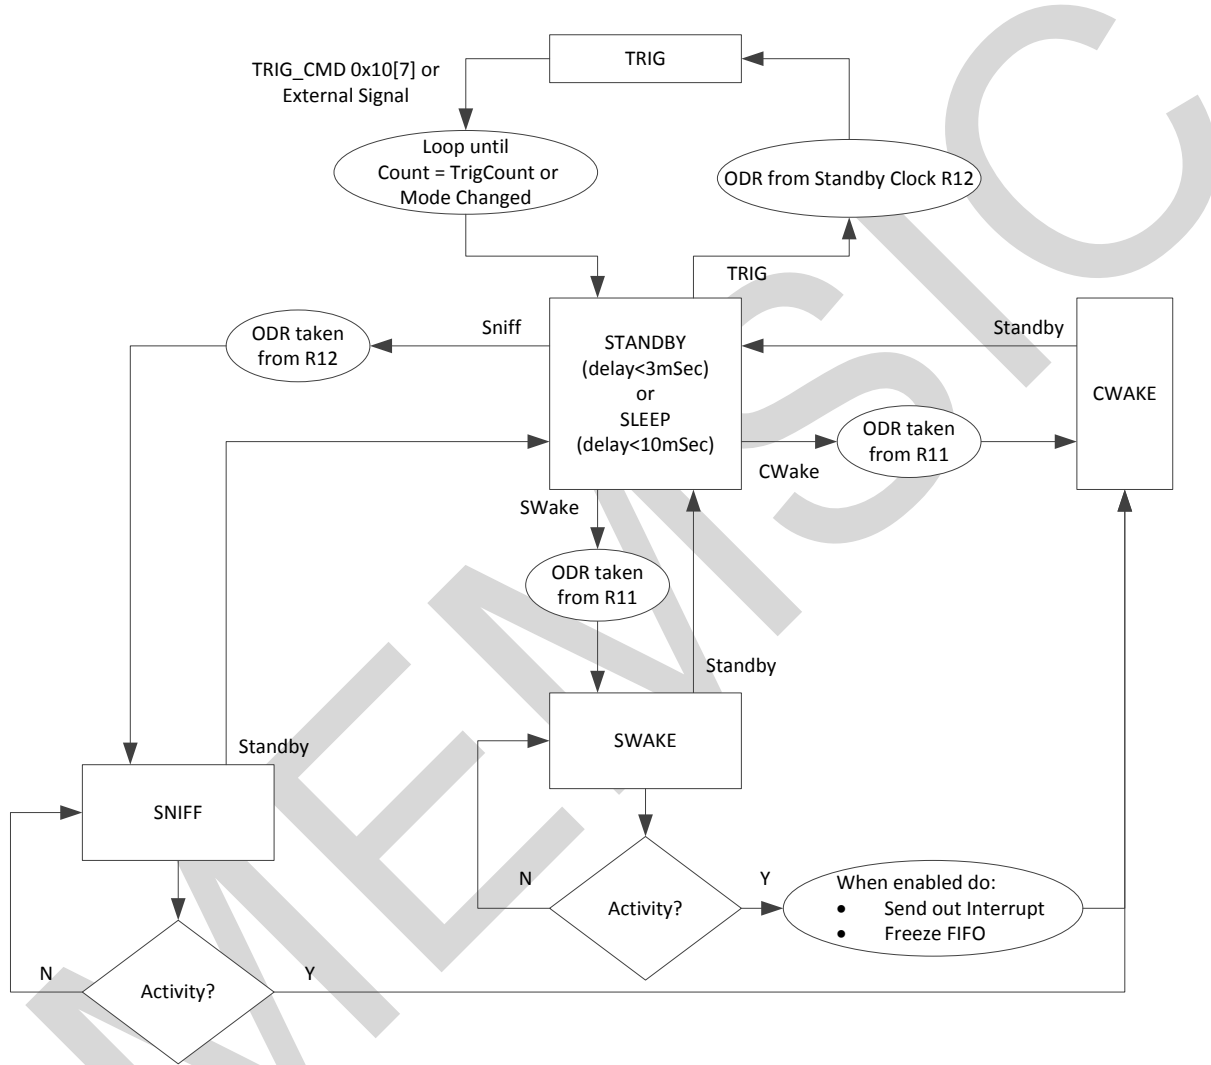 TRIG
TRIG_CMD 0x10[7] or
External Signal
Loop until
Count = TrigCount or
Mode Changed
ODR from Standby Clock R12
TRIG
Sniff
ODR taken
from R12
STANDBY
(delay<3mSec)
or
SLEEP
(delay<10mSec)
Standby
CWAKE
ODR taken
from R11
CWake
SWake
ODR taken
from R11
Standby
SWAKE
Standby
SNIFF
N
Activity?
Y
When enabled do:
● Send out Interrupt
● Freeze FIFO
N
Activity?
Y
MEMSIC